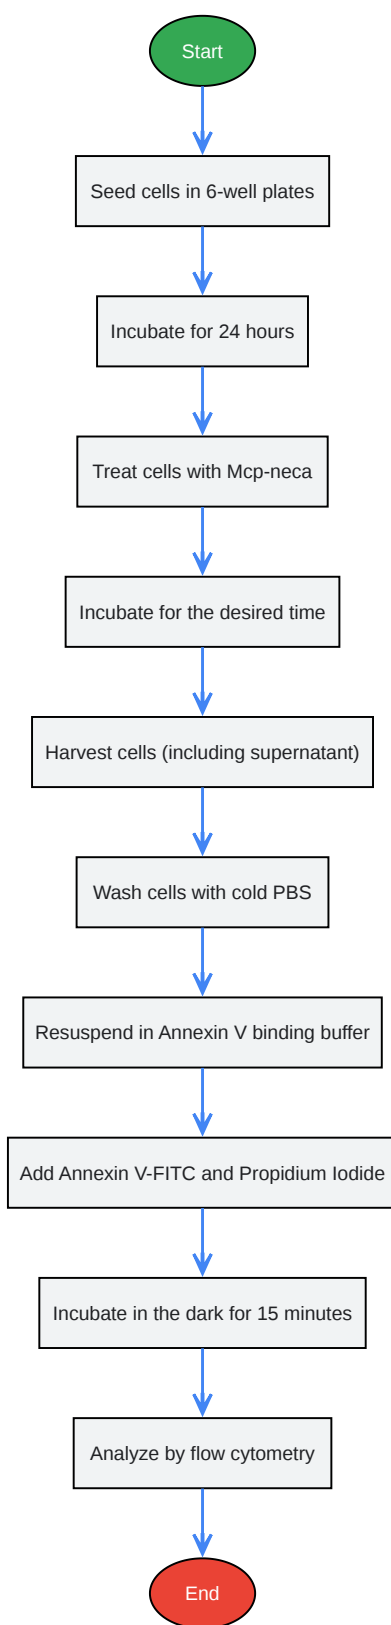 Start
Seed cells in 6-well plates
Incubate for 24 hours
Treat cells with Mcp-neca
Incubate for the desired time
Harvest cells (including supernatant)
Wash cells with cold PBS
Resuspend in Annexin V binding buffer
Add Annexin V-FITC and Propidium Iodide
Incubate in the dark for 15 minutes
Analyze by flow cytometry
End